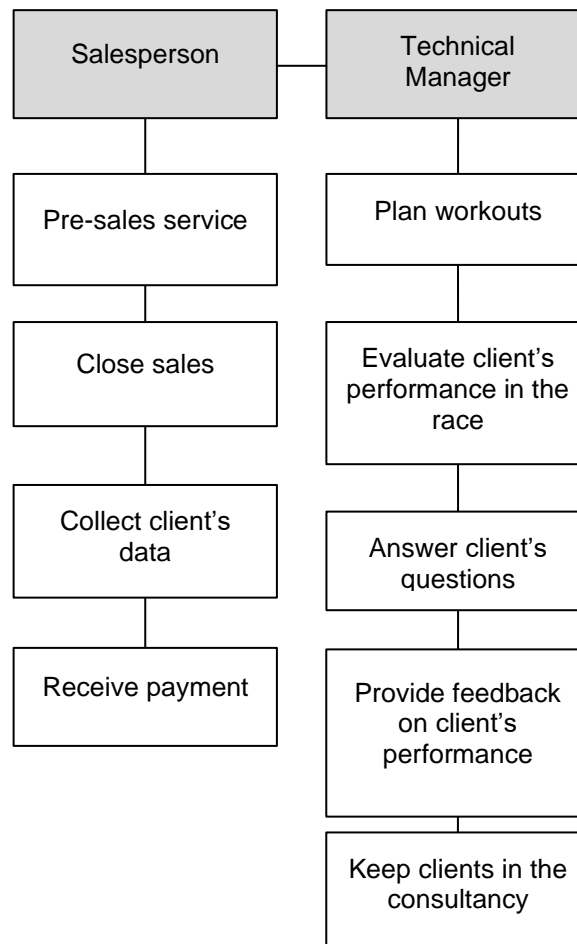 Salesperson
Technical
Manager
Pre-sales service
Close sales
Collect client’s
data
Receive payment
Plan workouts
Evaluate client’s
performance in the
race
Answer client’s
questions
Provide feedback
on client’s
performance
Keep clients in the
consultancy